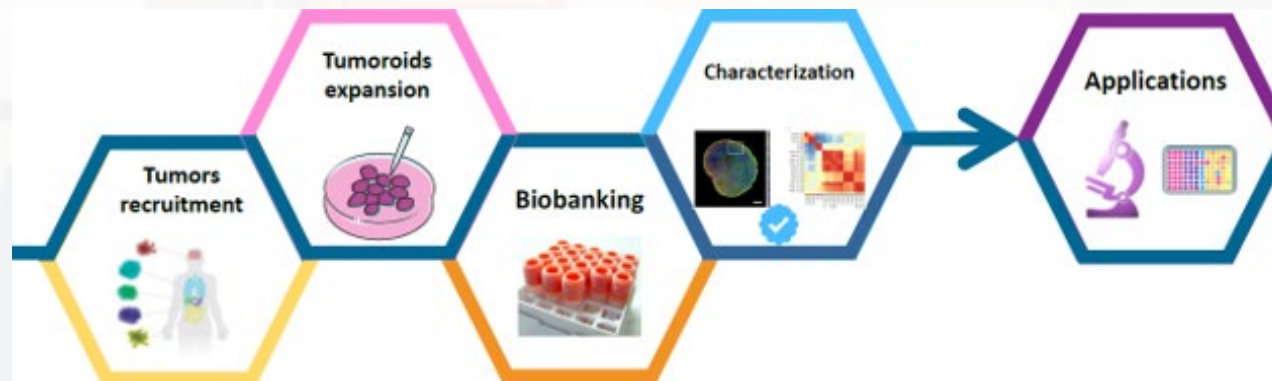 Tumors
recruitment
Tumoroids
expansion
Biobanking
Characterization
Applications